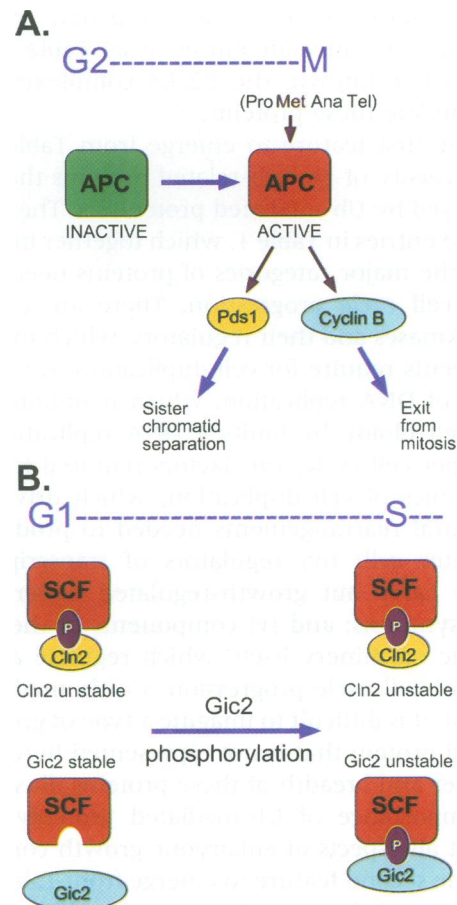 A.
G2----------------M
(Pro Met Ana Tel)
APC APC
INACTIVE ACTIVE
Pds1 Cyclin B
Sister Exit
chromatid from
separation mitosis
B.
G1-----------------------S---
SCF SCF
P P
Cln2 Cln2
Cln2 unstable Cln2 unstable
Gic2
phosphorylation
Gic2 stable Gic2 unstable
SCF SCF
P
Gic2 Gic2